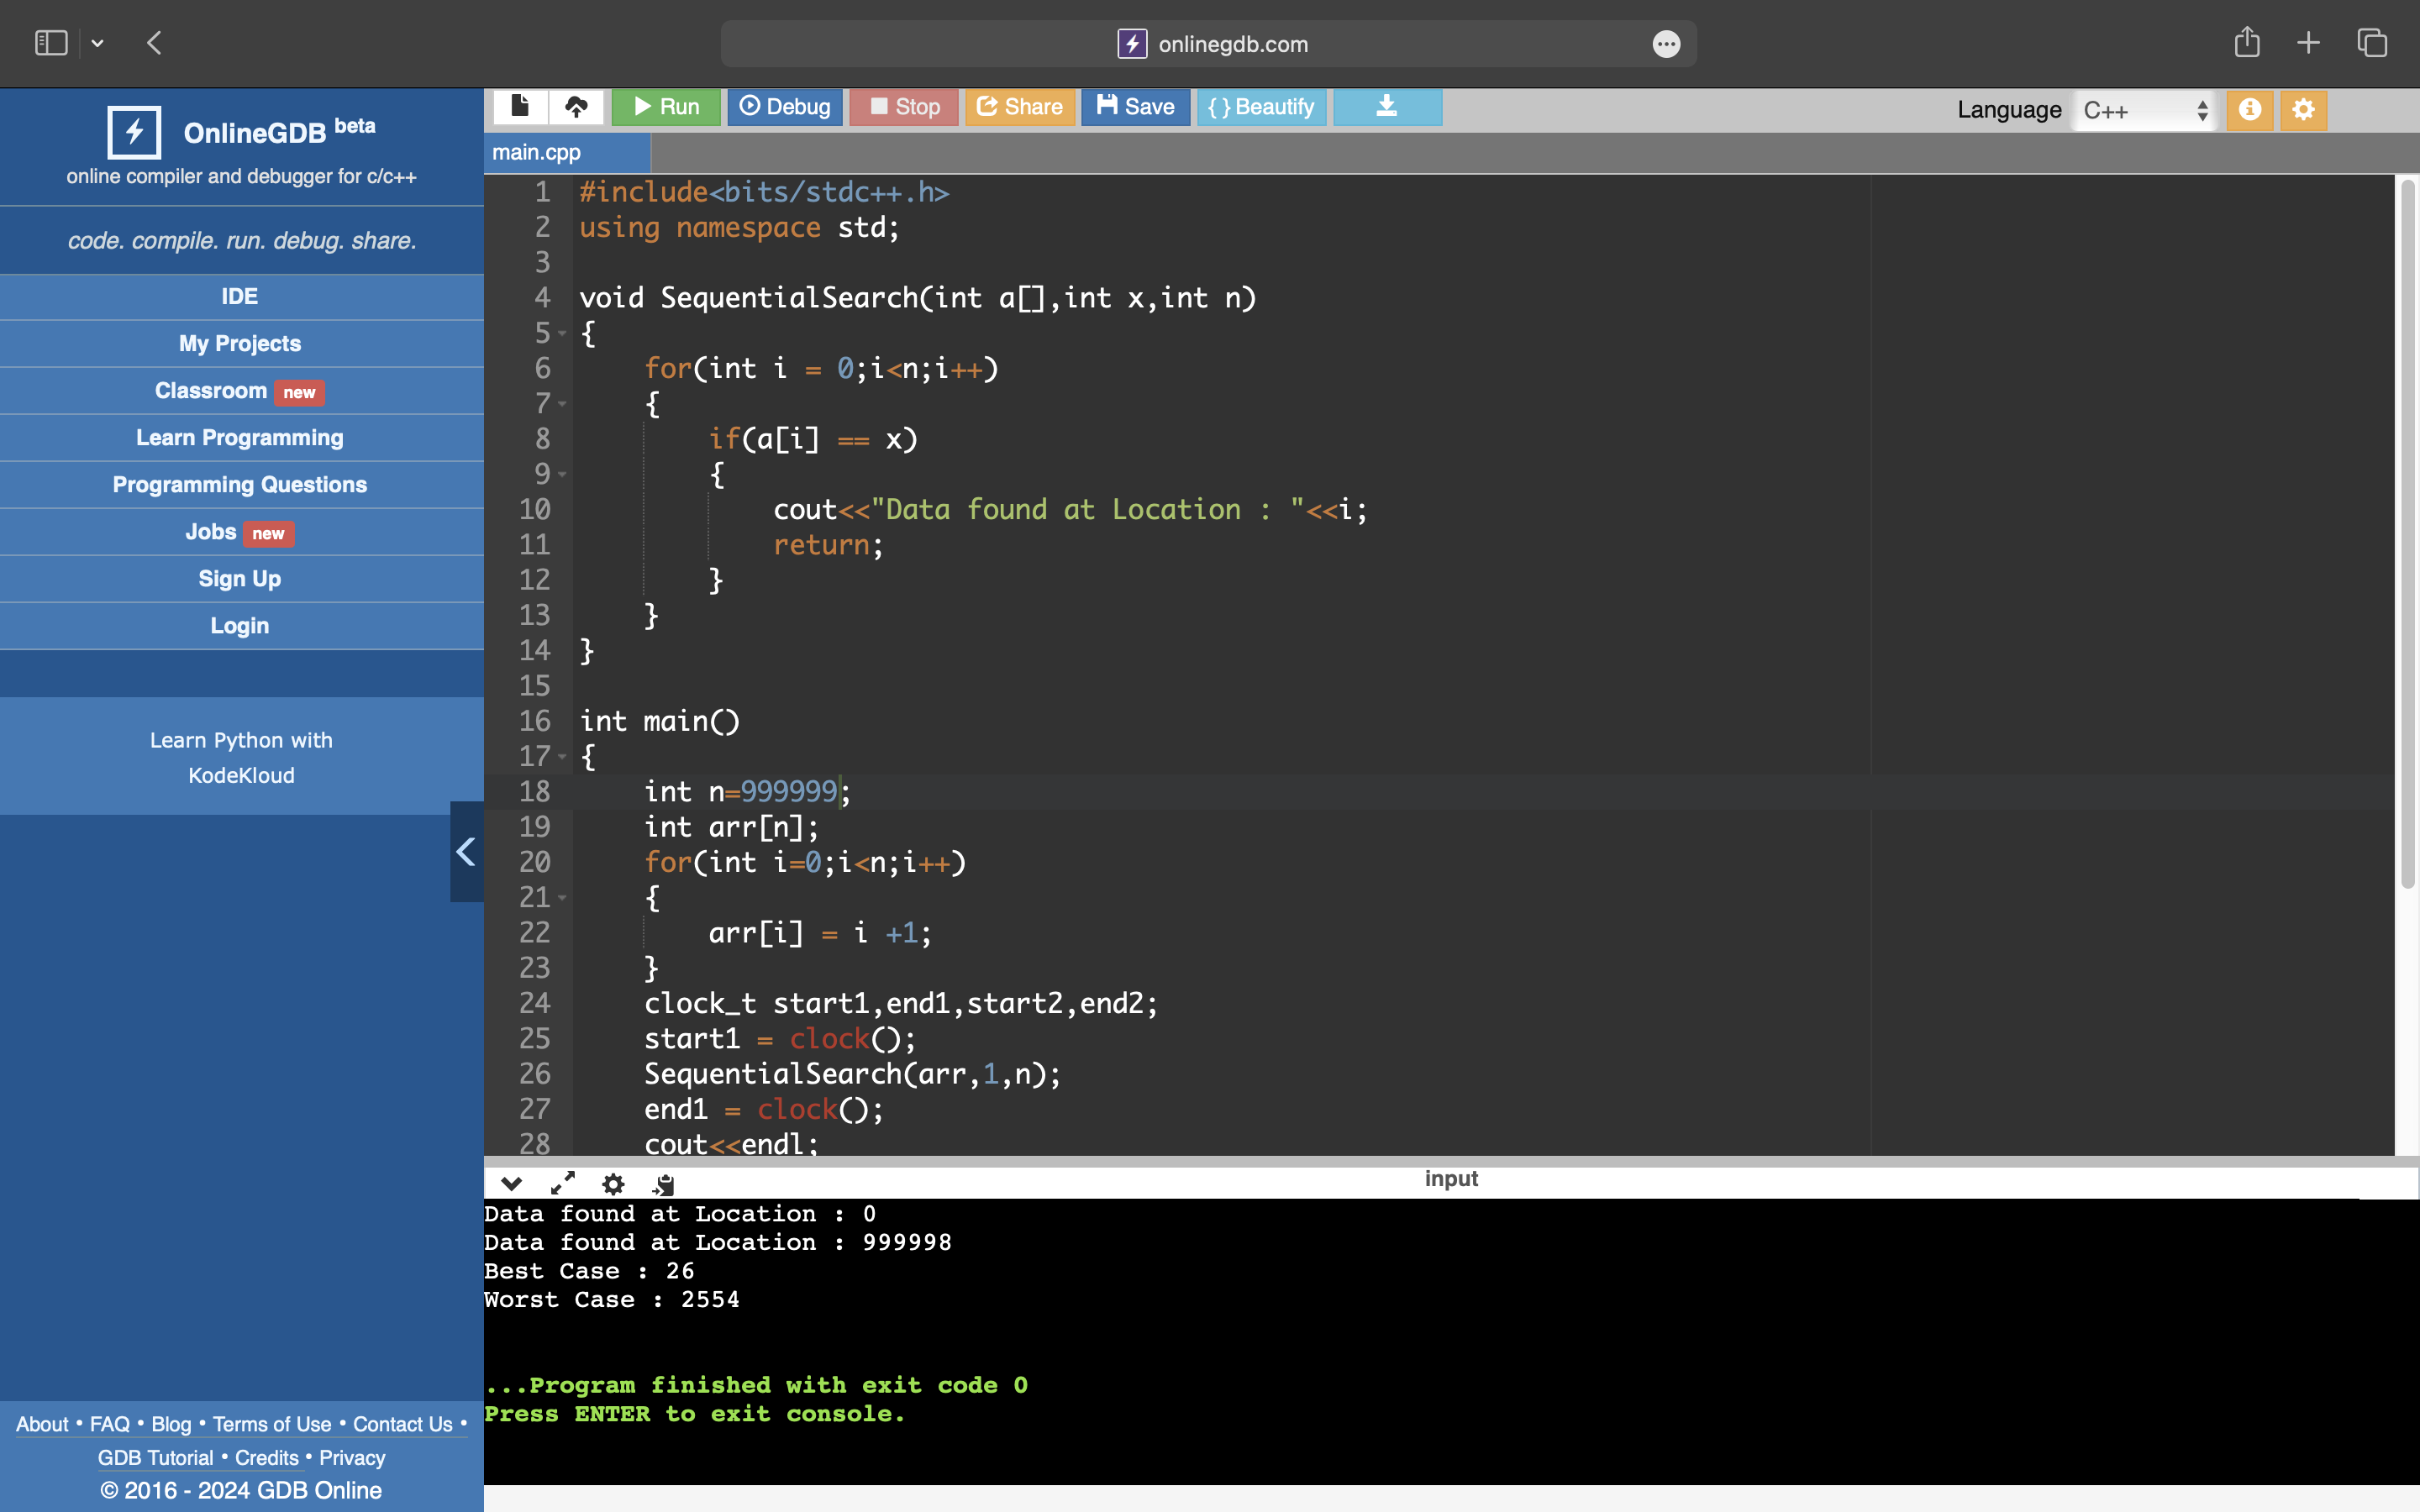 onlinegdb.com
OnlineGDB beta
online compiler and debugger for c/c++
code. compile. run. debug. share.
IDE
My Projects
Classroom new
Learn Programming
Programming Questions
Jobs new
Sign Up
Login
Learn Python with
KodeKloud
About • FAQ • Blog • Terms of Use • Contact Us •
GDB Tutorial • Credits • Privacy
© 2016 - 2024 GDB Online
Run Debug Stop Share Save { } Beautify
Language C++
main.cpp
1 #include<bits/stdc++.h>
2 using namespace std;
3
4 void SequentialSearch(int a[],int x,int n)
5 {
6     for(int i = 0;i<n;i++)
7     {
8         if(a[i] == x)
9         {
10             cout<<"Data found at Location : "<<i;
11             return;
12         }
13     }
14 }
15
16 int main()
17 {
18     int n=999999;
19     int arr[n];
20     for(int i=0;i<n;i++)
21     {
22         arr[i] = i +1;
23     }
24     clock_t start1,end1,start2,end2;
25     start1 = clock();
26     SequentialSearch(arr,1,n);
27     end1 = clock();
28     cout<<endl;
input
Data found at Location : 0
Data found at Location : 999998
Best Case : 26
Worst Case : 2554
...Program finished with exit code 0
Press ENTER to exit console.